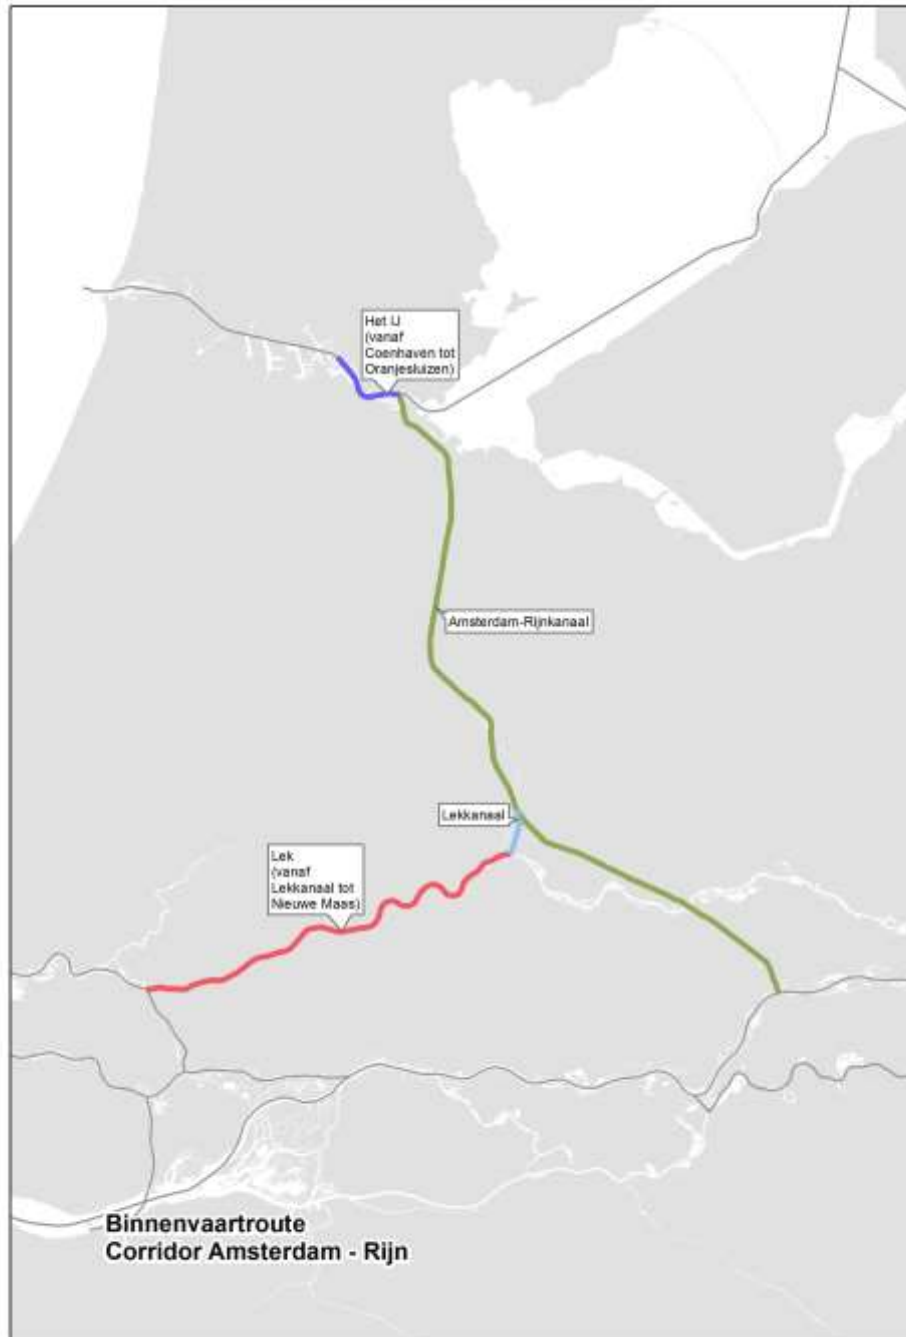 Het IJ
(vanaf
Coenhaven tot
Oranjesluizen)
Amsterdam-Rijnkanaal
Lekkanaal
Lek
(vanaf
Lekkanaal tot
Nieuwe Maas)
Binnenvaartroute
Corridor Amsterdam - Rijn